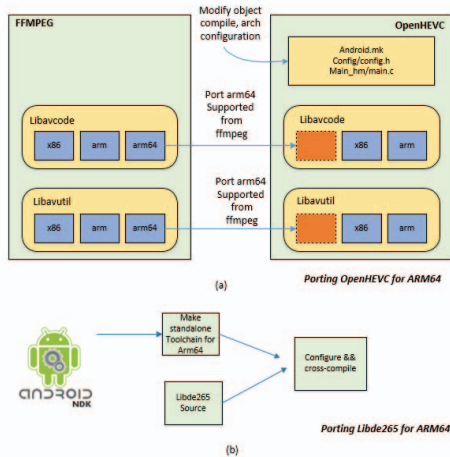 Modify object
compile, arch
configuration
FFMPEG
OpenHEVC
Android.mk
Config/config.h
Main_hm/main.c
Port arm64
Supported
from
ffmpeg
Libavcode
x86
arm
arm64
Libavcode
x86
arm
Port arm64
Supported
from
ffmpeg
Libavutil
x86
arm
arm64
Libavutil
x86
arm
(a)
Porting OpenHEVC for ARM64
Make
standalone
Toolchain for
Arm64
ANDROID
NDK
Configure &&
cross-compile
Libde265
Source
Porting Libde265 for ARM64
(b)